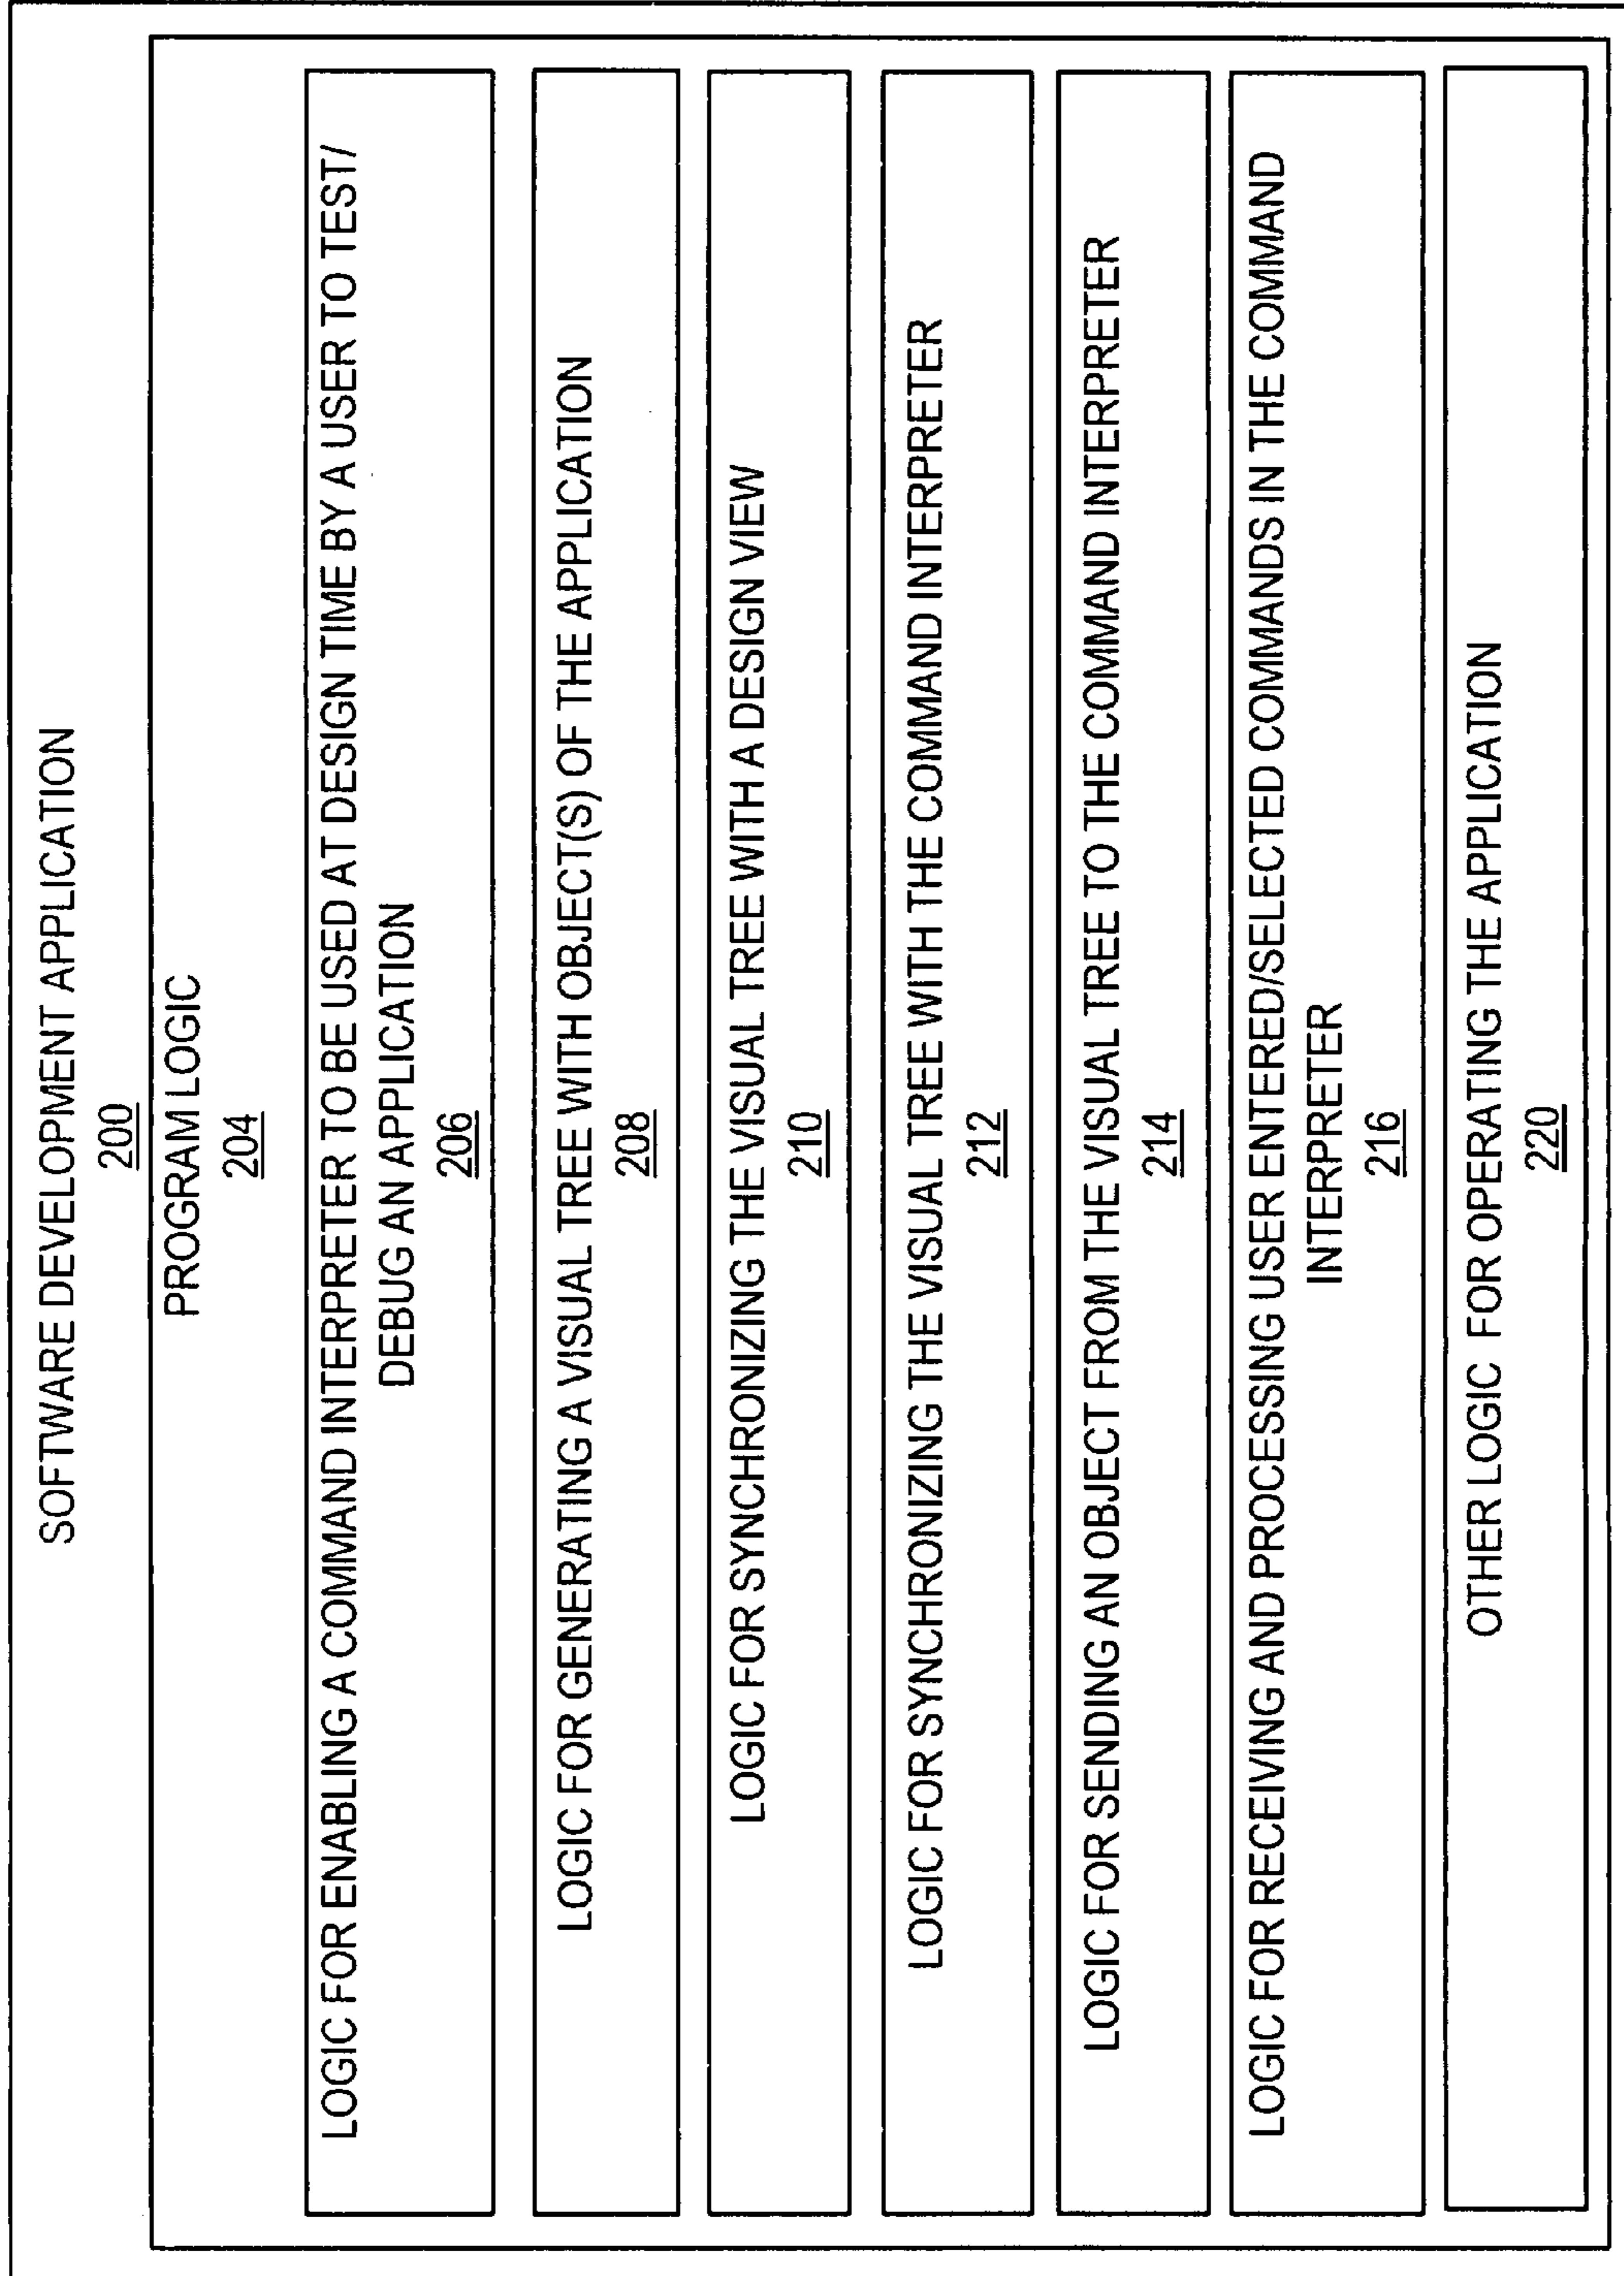 SOFTWARE DEVELOPMENT APPLICATION
200
PROGRAM LOGIC
204
LOGIC FOR ENABLING A COMMAND INTERPRETER TO BE USED AT DESIGN TIME BY A USER TO TEST/
DEBUG AN APPLICATION
206
LOGIC FOR GENERATING A VISUAL TREE WITH OBJECT(S) OF THE APPLICATION
208
LOGIC FOR SYNCHRONIZING THE VISUAL TREE WITH A DESIGN VIEW
210
LOGIC FOR SYNCHRONIZING THE VISUAL TREE WITH THE COMMAND INTERPRETER
212
LOGIC FOR SENDING AN OBJECT FROM THE VISUAL TREE TO THE COMMAND INTERPRETER
214
LOGIC FOR RECEIVING AND PROCESSING USER ENTERED/SELECTED COMMANDS IN THE COMMAND
INTERPRETER
216
OTHER LOGIC FOR OPERATING THE APPLICATION
220